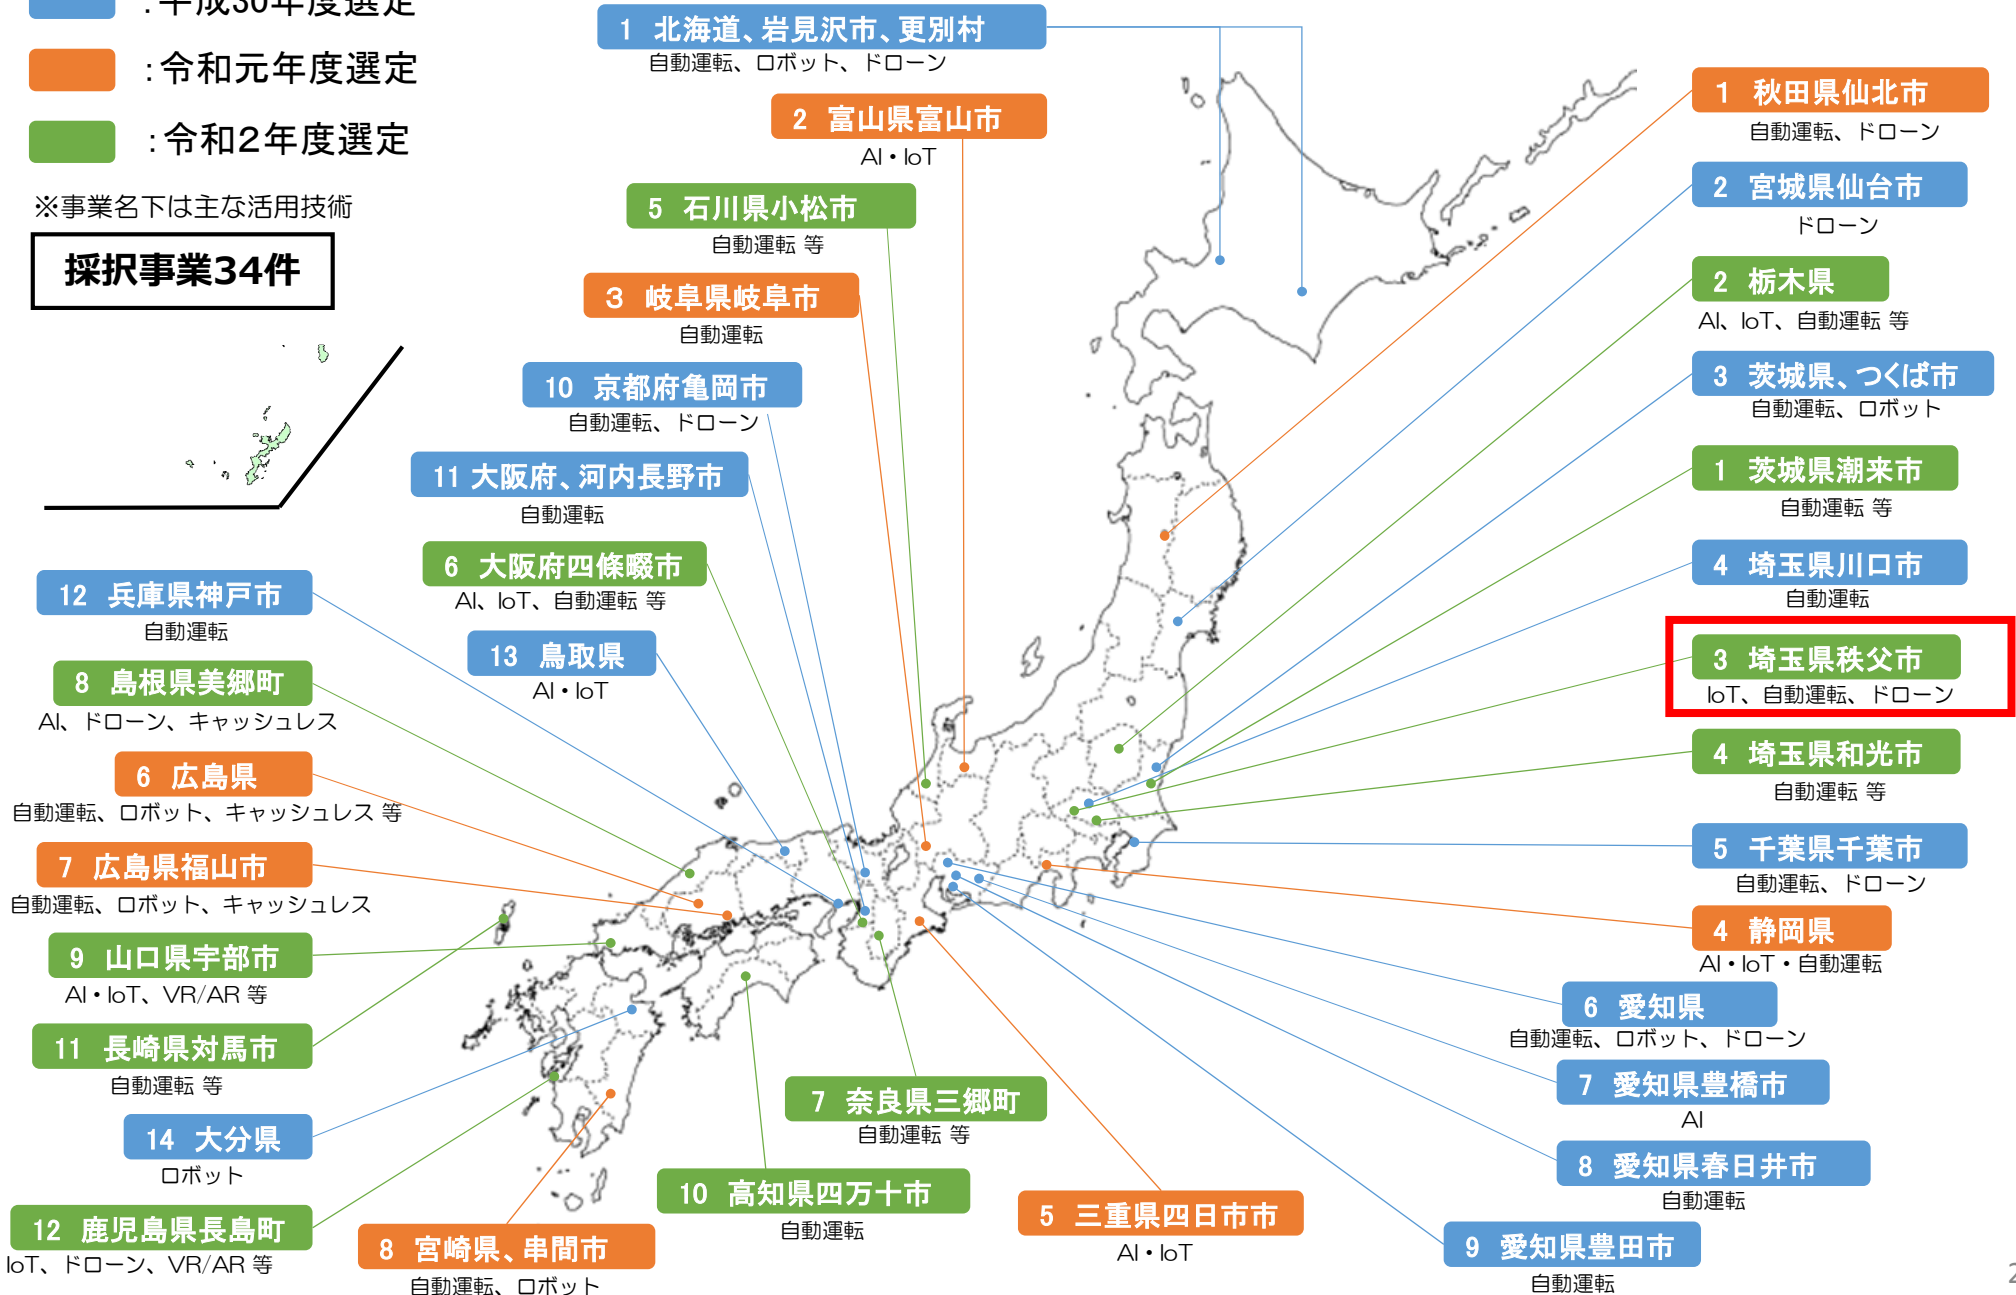 ：平成30年度選定
：令和元年度選定
：令和２年度選定
※事業名下は主な活用技術
採択事業34件
1 北海道、岩見沢市、更別村
自動運転、ロボット、ドローン
2 富山県富山市
AI・IoT
5 石川県小松市
自動運転 等
3 岐阜県岐阜市
自動運転
10 京都府亀岡市
自動運転、ドローン
11 大阪府、河内長野市
自動運転
6 大阪府四條畷市
AI、IoT、自動運転 等
13 鳥取県
AI・IoT
12 兵庫県神戸市
自動運転
8 島根県美郷町
AI、ドローン、キャッシュレス
6 広島県
自動運転、ロボット、キャッシュレス 等
7 広島県福山市
自動運転、ロボット、キャッシュレス
9 山口県宇部市
AI・IoT、VR/AR 等
11 長崎県対馬市
自動運転 等
14 大分県
ロボット
12 鹿児島県長島町
IoT、ドローン、VR/AR 等
8 宮崎県、串間市
自動運転、ロボット
10 高知県四万十市
自動運転
7 奈良県三郷町
自動運転 等
5 三重県四日市市
AI・IoT
1 秋田県仙北市
自動運転、ドローン
2 宮城県仙台市
ドローン
2 栃木県
AI、IoT、自動運転 等
3 茨城県、つくば市
自動運転、ロボット
1 茨城県潮来市
自動運転 等
4 埼玉県川口市
自動運転
3 埼玉県秩父市
IoT、自動運転、ドローン
4 埼玉県和光市
自動運転 等
5 千葉県千葉市
自動運転、ドローン
4 静岡県
AI・IoT・自動運転
6 愛知県
自動運転、ロボット、ドローン
7 愛知県豊橋市
AI
8 愛知県春日井市
自動運転
9 愛知県豊田市
自動運転
2